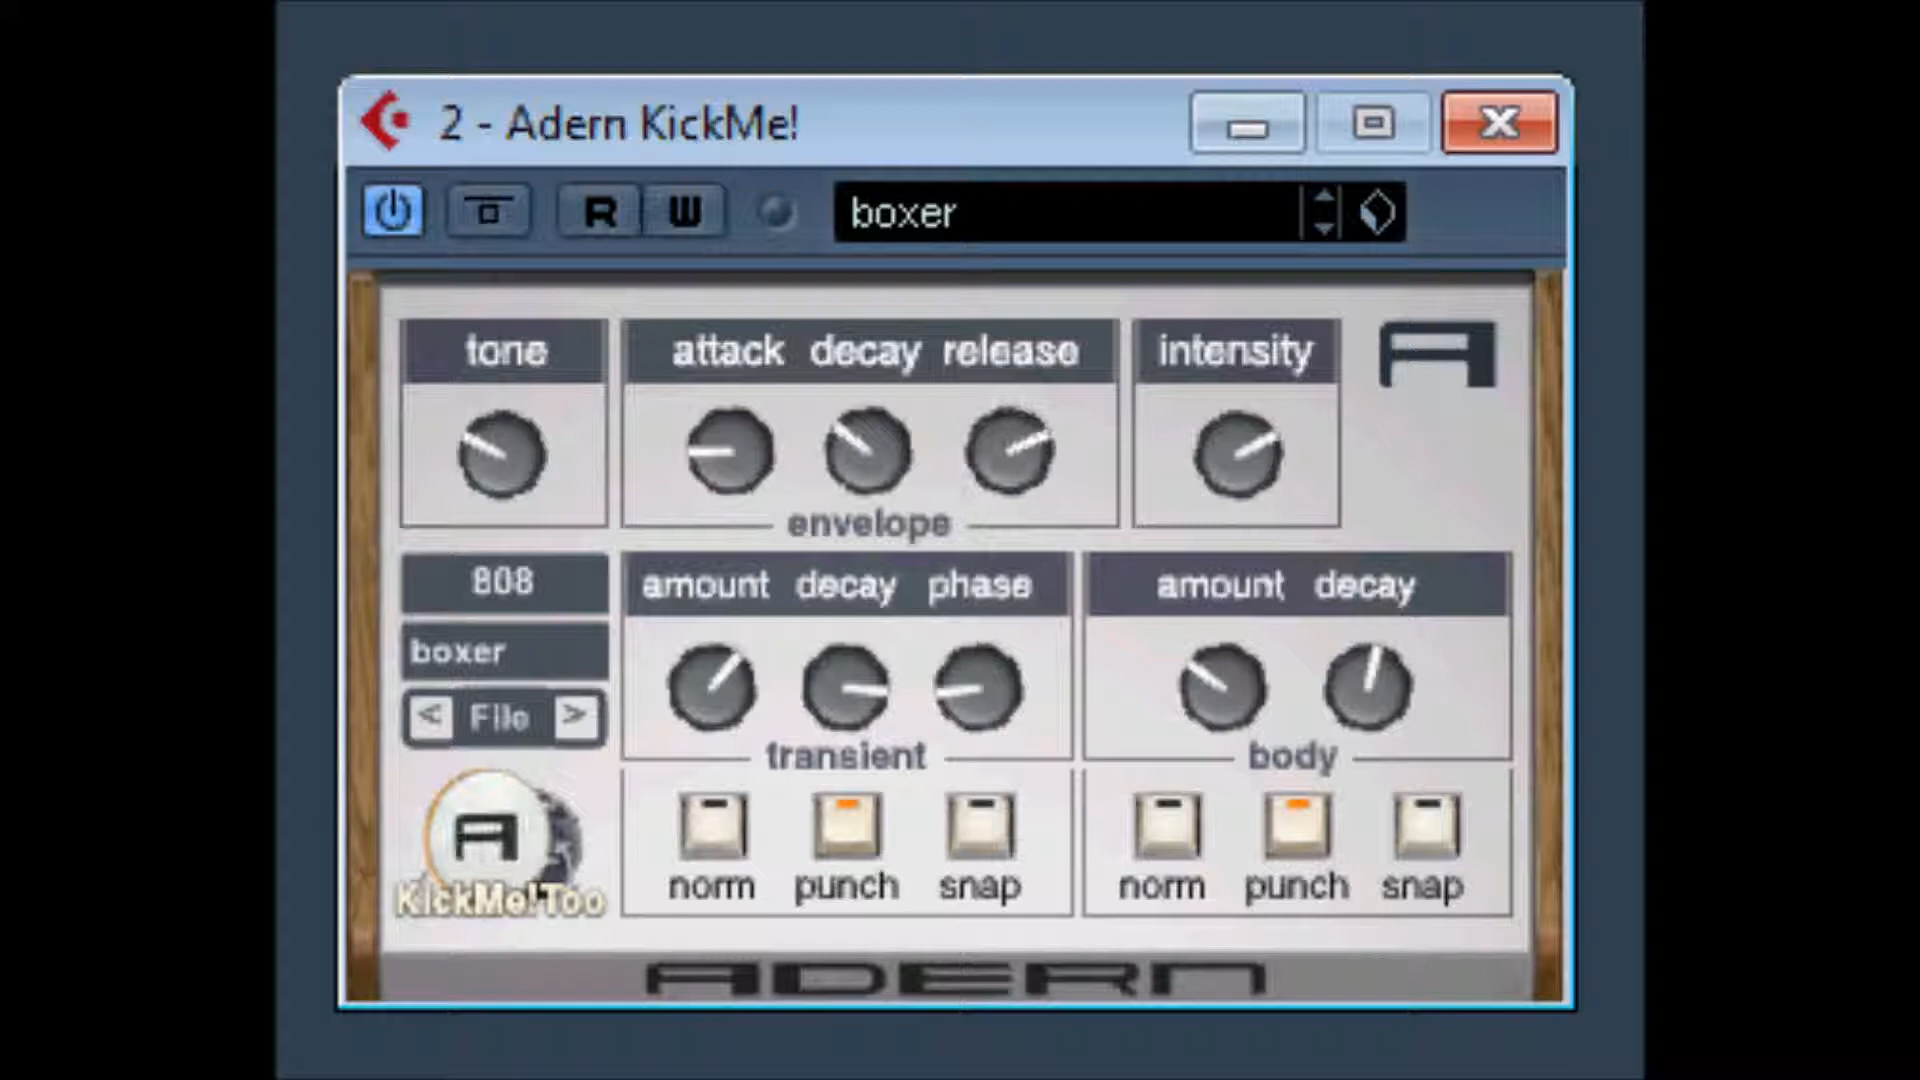 2 - Adern KickMe!
R W boxer
tone attack decay release intensity A
envelope
808 amount decay phase amount decay
boxer
< File >
transient body
A
norm punch snap norm punch snap
KickMe!Too
ADERN